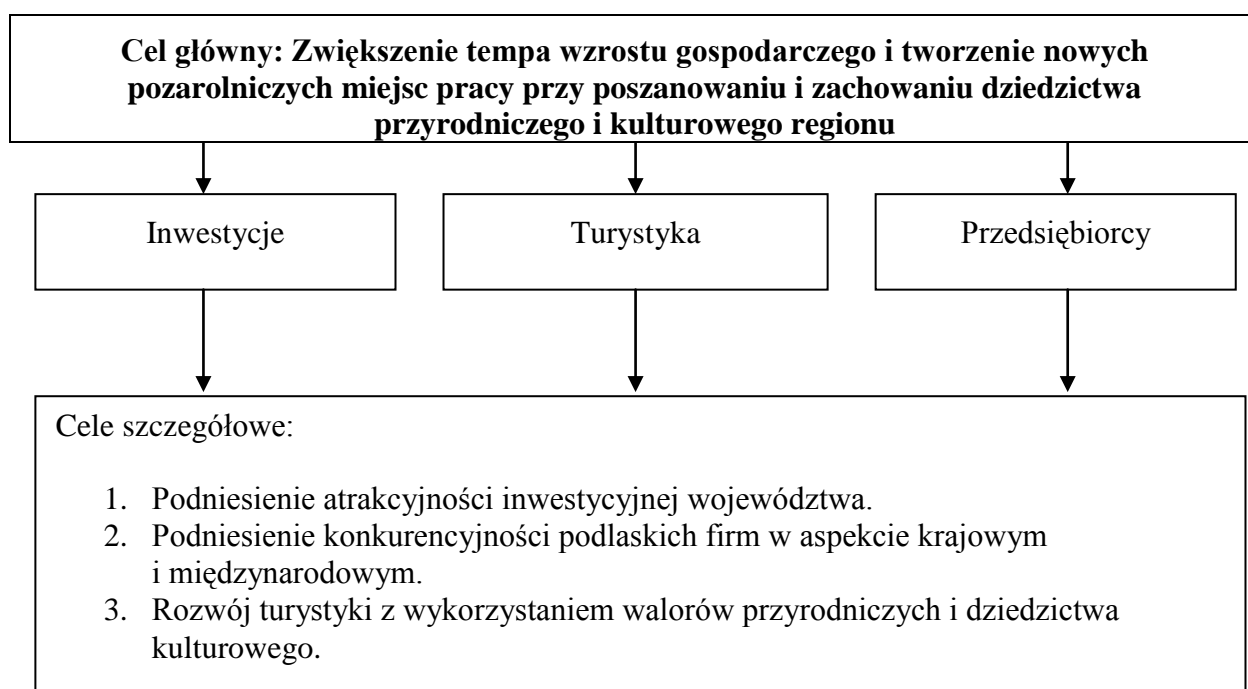 Cel główny: Zwiększenie tempa wzrostu gospodarczego i tworzenie nowych
pozarolniczych miejsc pracy przy poszanowaniu i zachowaniu dziedzictwa
przyrodniczego i kulturowego regionu
Inwestycje
Turystyka
Przedsiębiorcy
Cele szczegółowe:
1. Podniesienie atrakcyjności inwestycyjnej województwa.
2. Podniesienie konkurencyjności podlaskich firm w aspekcie krajowym
i międzynarodowym.
3. Rozwój turystyki z wykorzystaniem walorów przyrodniczych i dziedzictwa
kulturowego.